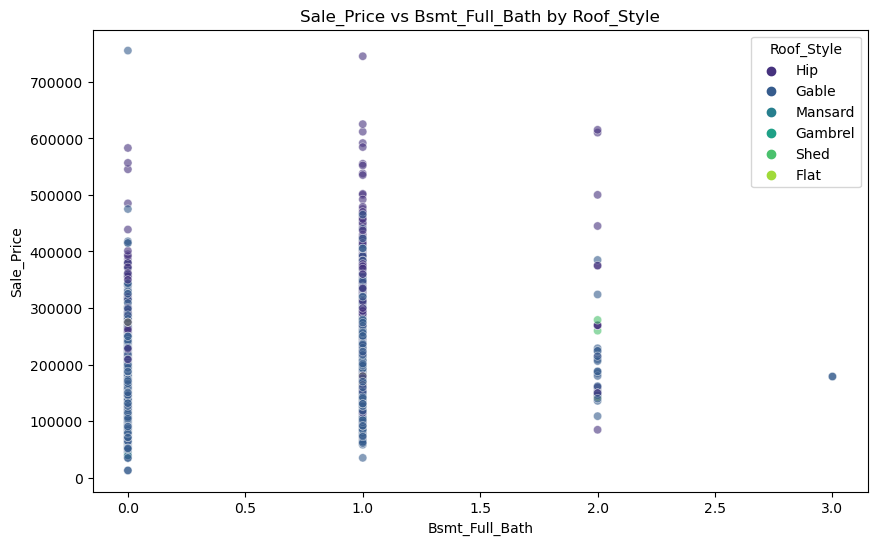 Sale_Price vs Bsmt_Full_Bath by Roof_Style
Roof_Style
Hip
Gable
Mansard
Gambrel
Shed
Flat
700000
600000
500000
400000
300000
200000
100000
0
Sale_Price
0.0
0.5
1.0
1.5
2.0
2.5
3.0
Bsmt_Full_Bath